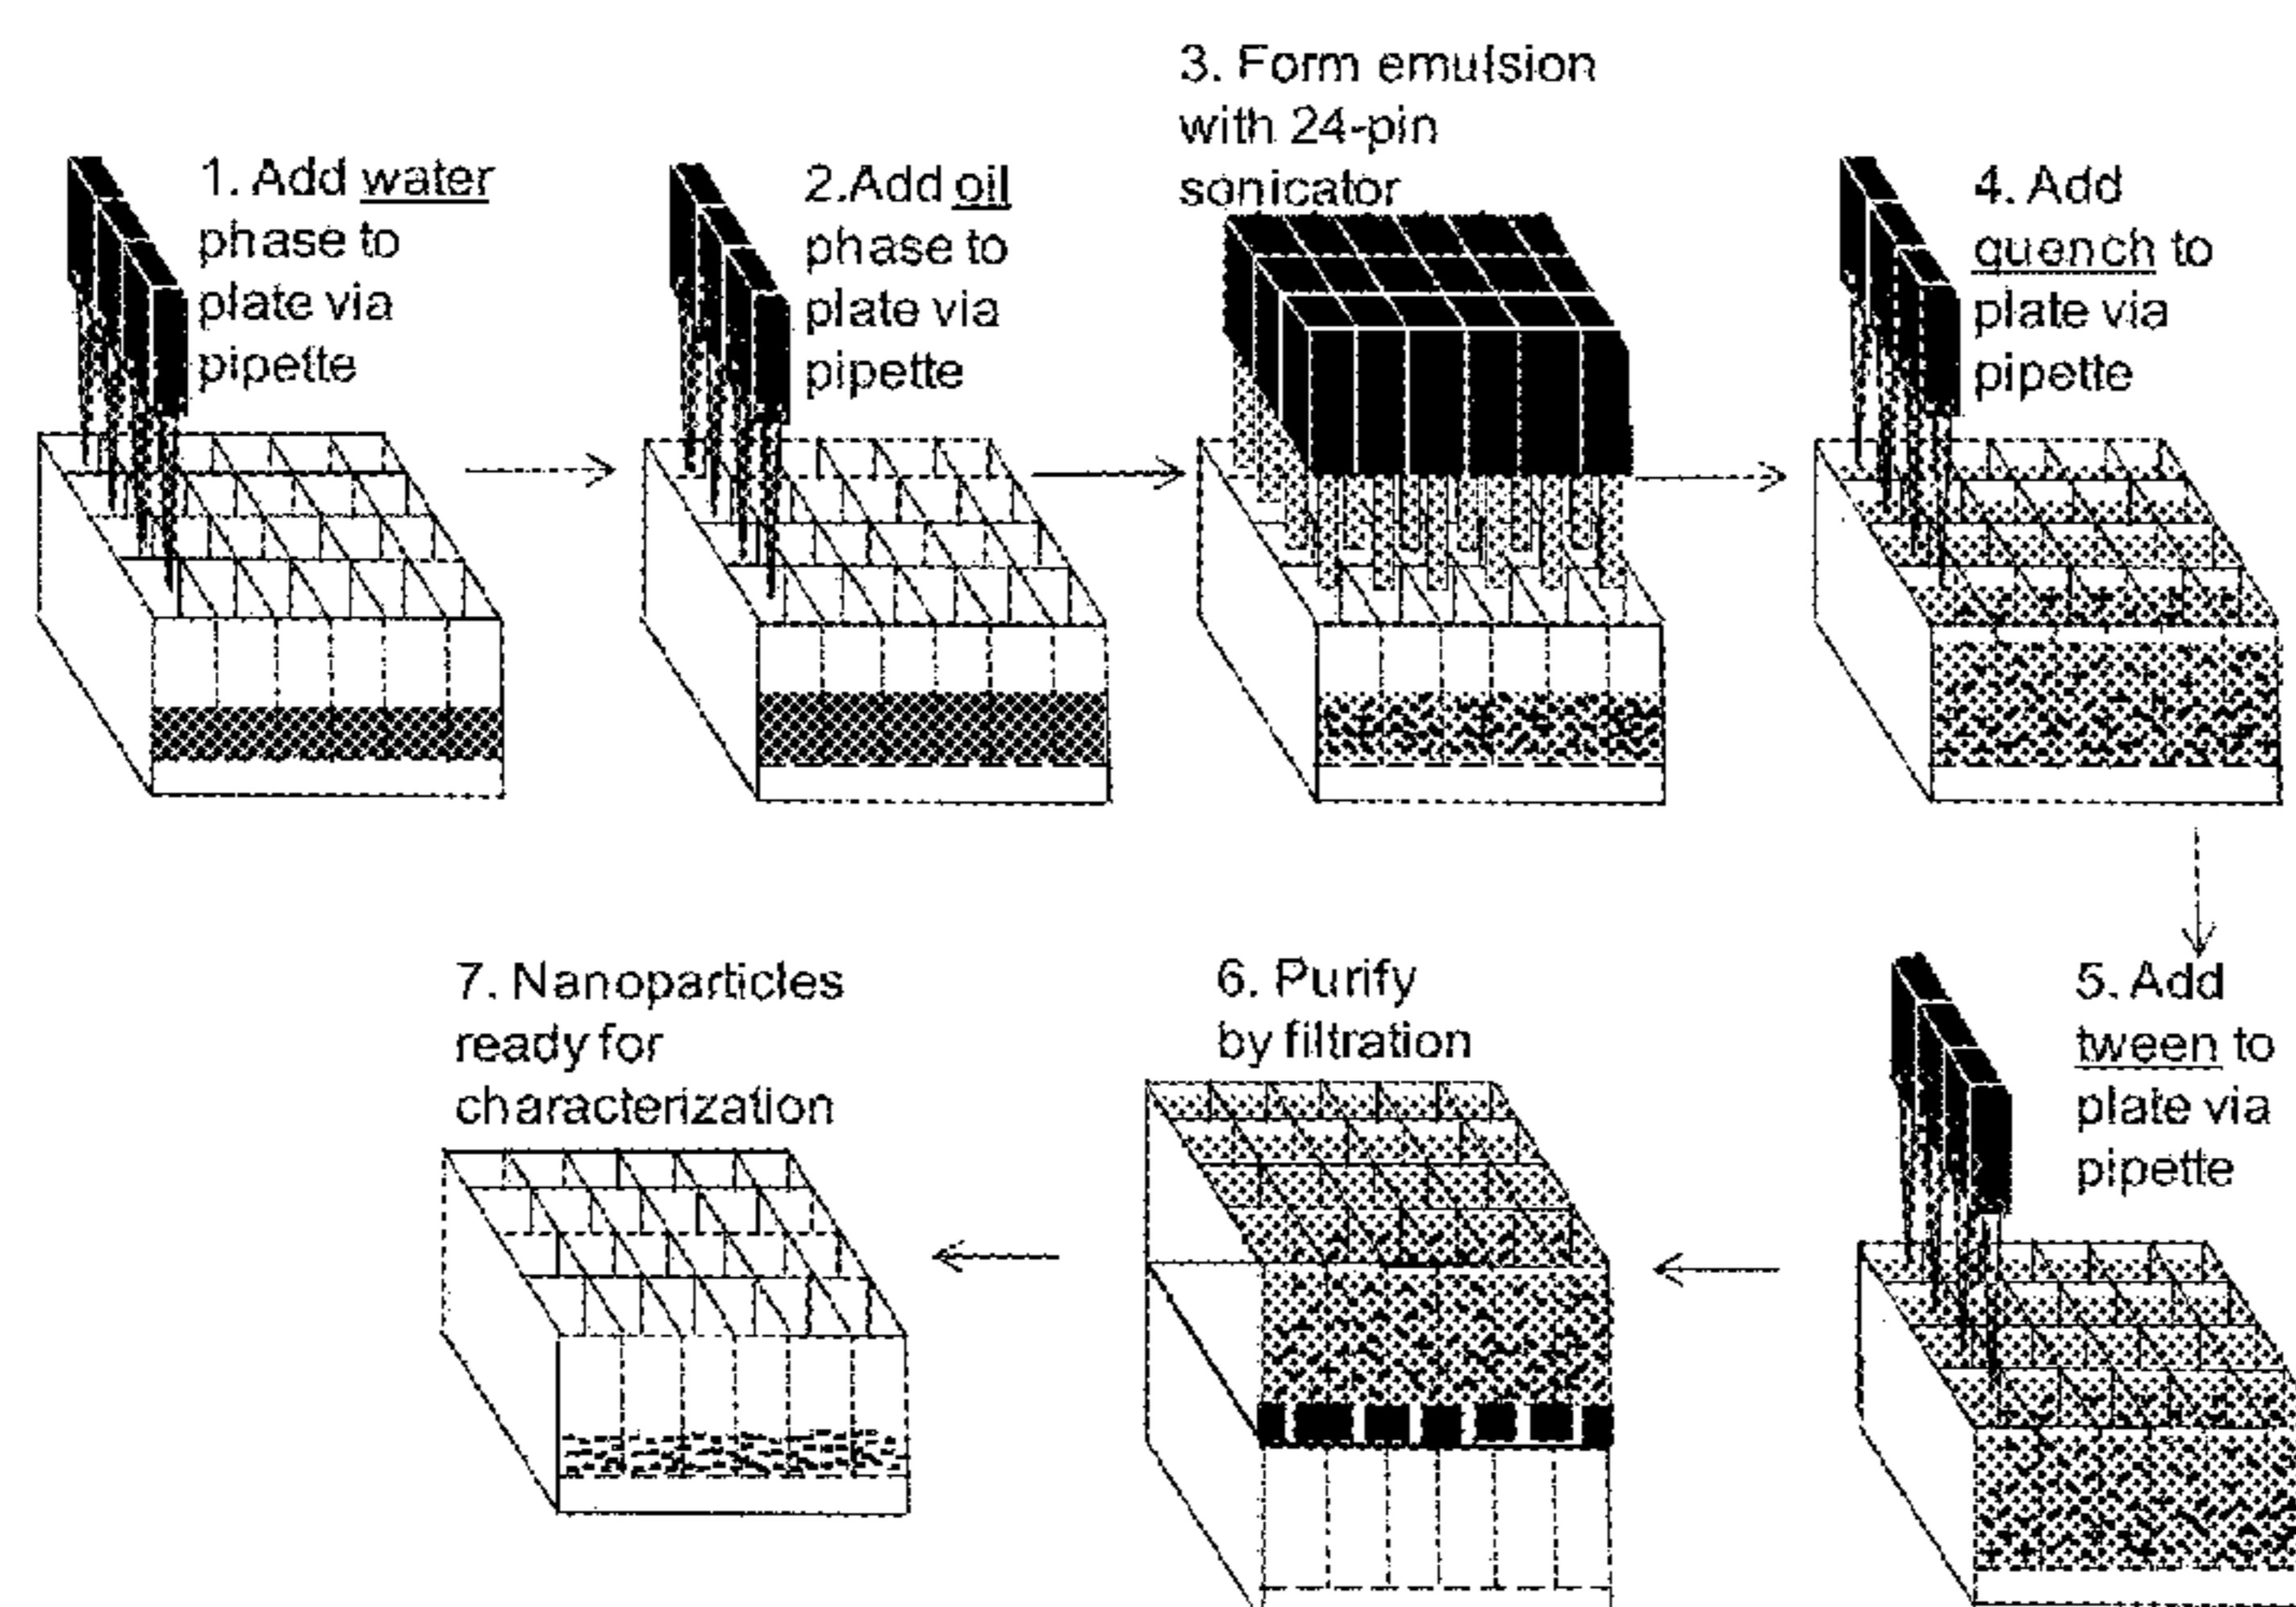 1. Add water
phase to
plate via
pipette
2.Add oil
phase to
plate via
pipette
3. Form emulsion
with 24-pin
sonicator
4. Add
quench to
plate via
pipette
5. Add
tween to
plate via
pipette
6. Purify
by filtration
7. Nanoparticles
ready for
characterization